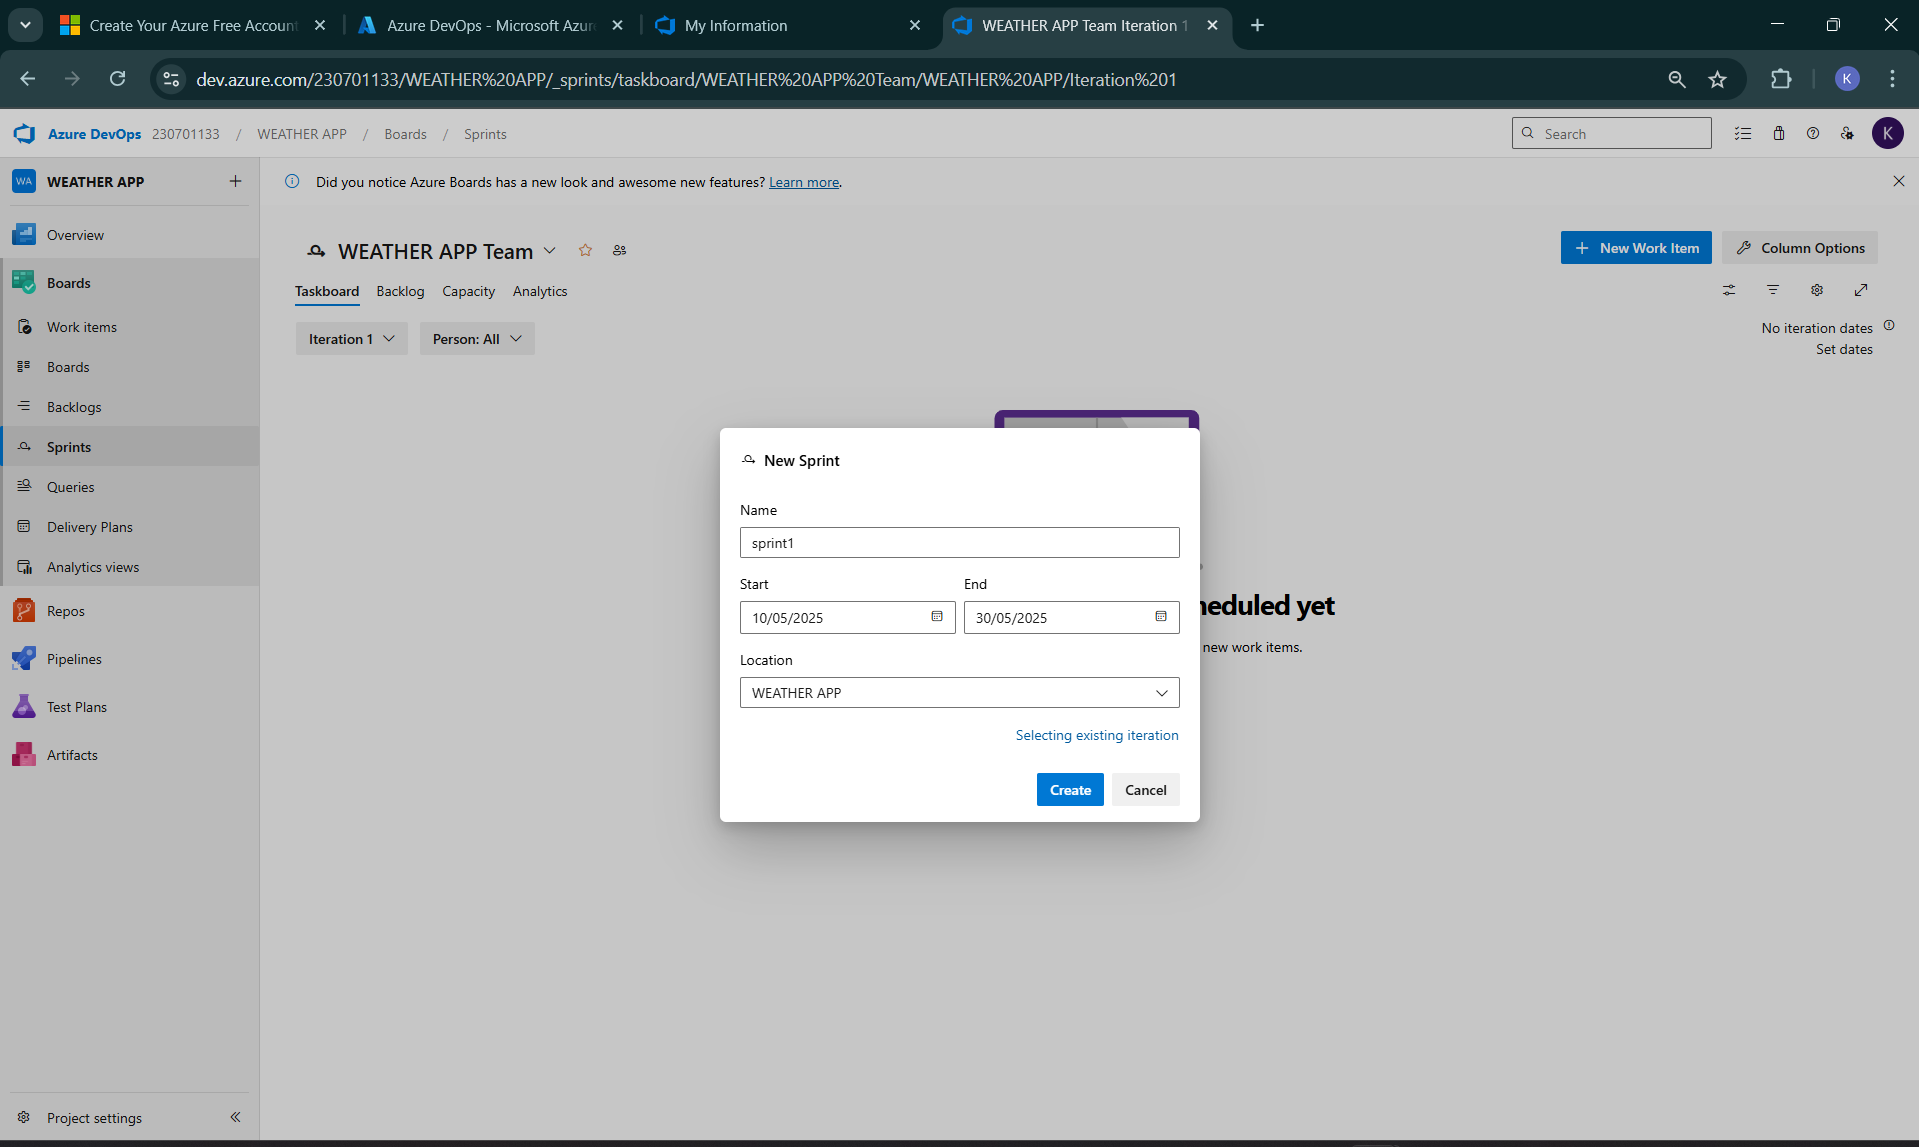 Create Your Azure Free Account
Azure DevOps - Microsoft Azur
My Information
WEATHER APP Team Iteration 1
dev.azure.com/230701133/WEATHER%20APP/_sprints/taskboard/WEATHER%20APP%20Team/WEATHER%20APP/Iteration%201
K
Azure DevOps 230701133 / WEATHER APP / Boards / Sprints
Search
K
WA WEATHER APP
Did you notice Azure Boards has a new look and awesome new features? Learn more.
Overview
Boards
Work items
Boards
Backlogs
Sprints
Queries
Delivery Plans
Analytics views
Repos
Pipelines
Test Plans
Artifacts
Project settings
WEATHER APP Team
New Work Item
Column Options
Taskboard Backlog Capacity Analytics
Iteration 1
Person: All
No iteration dates
Set dates
New Sprint
Name
sprint1
Start End
10/05/2025 30/05/2025
Location
WEATHER APP
Selecting existing iteration
Create Cancel
heduled yet
new work items.